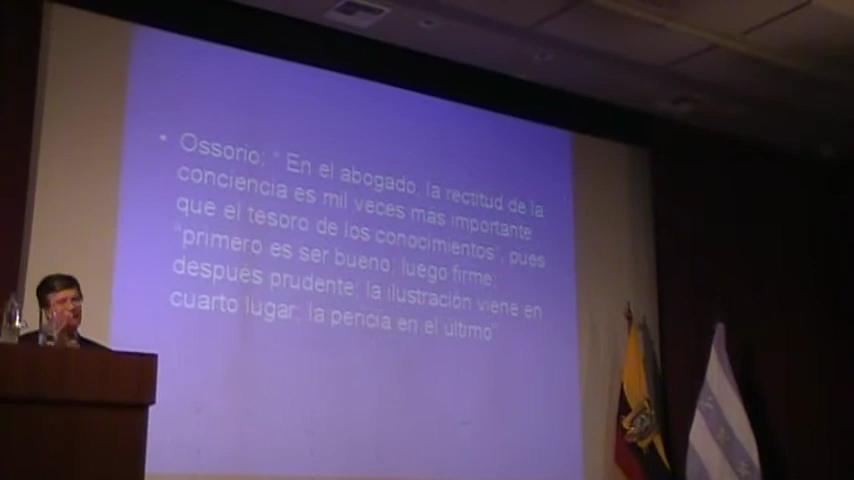 • Ossorio: " En el abogado, la rectitud de la
conciencia es mil veces más importante
que el tesoro de los conocimientos", pues
"primero es ser bueno; luego firme;
después prudente; la ilustración viene en
cuarto lugar; la pericia en el último"